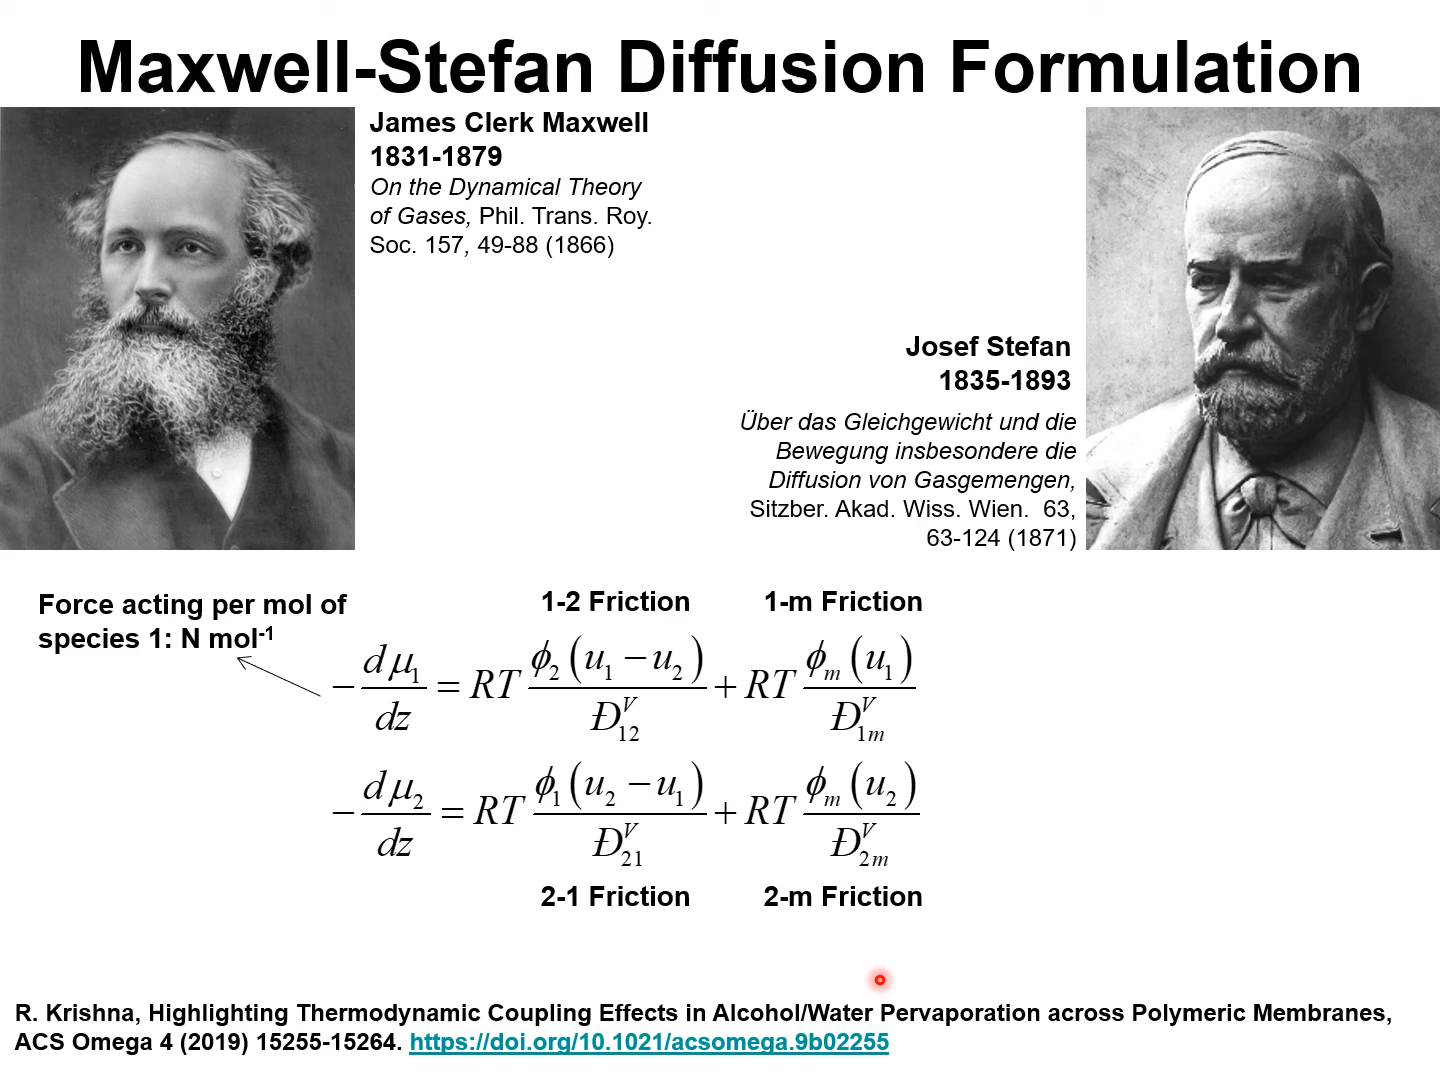 Maxwell-Stefan Diffusion Formulation
James Clerk Maxwell
1831-1879
On the Dynamical Theory
of Gases, Phil. Trans. Roy.
Soc. 157, 49-88 (1866)
Josef Stefan
1835-1893
Über das Gleichgewicht und die
Bewegung insbesondere die
Diffusion von Gasgemengen,
Sitzber. Akad. Wiss. Wien.  63,
63-124 (1871)
Force acting per mol of
species 1: N mol⁻¹
1-2 Friction 1-m Friction
−dμ₁/dz = RT ϕ₂(u₁ − u₂)/Đ₁₂^V + RT ϕₘ(u₁)/Đ₁ₘ^V
−dμ₂/dz = RT ϕ₁(u₂ − u₁)/Đ₂₁^V + RT ϕₘ(u₂)/Đ₂ₘ^V
2-1 Friction 2-m Friction
R. Krishna, Highlighting Thermodynamic Coupling Effects in Alcohol/Water Pervaporation across Polymeric Membranes,
ACS Omega 4 (2019) 15255-15264. https://doi.org/10.1021/acsomega.9b02255